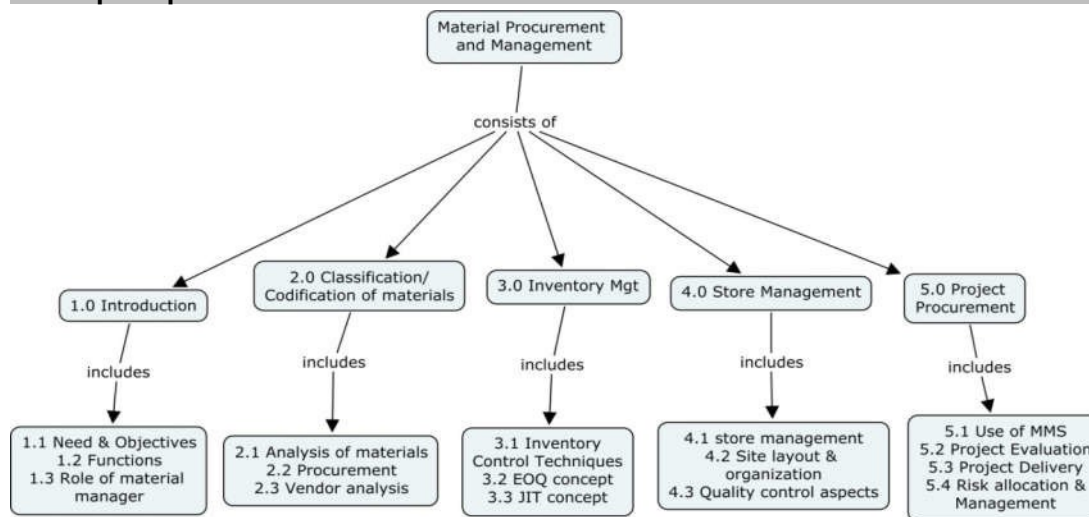 Material Procurement
and Management
consists of
1.0 Introduction
2.0 Classification/
Codification of materials
3.0 Inventory Mgt
4.0 Store Management
5.0 Project
Procurement
includes
includes
includes
includes
includes
1.1 Need & Objectives
1.2 Functions
1.3 Role of material
manager
2.1 Analysis of materials
2.2 Procurement
2.3 Vendor analysis
3.1 Inventory
Control Techniques
3.2 EOQ concept
3.3 JIT concept
4.1 store management
4.2 Site layout &
organization
4.3 Quality control aspects
5.1 Use of MMS
5.2 Project Evaluation
5.3 Project Delivery
5.4 Risk allocation &
Management